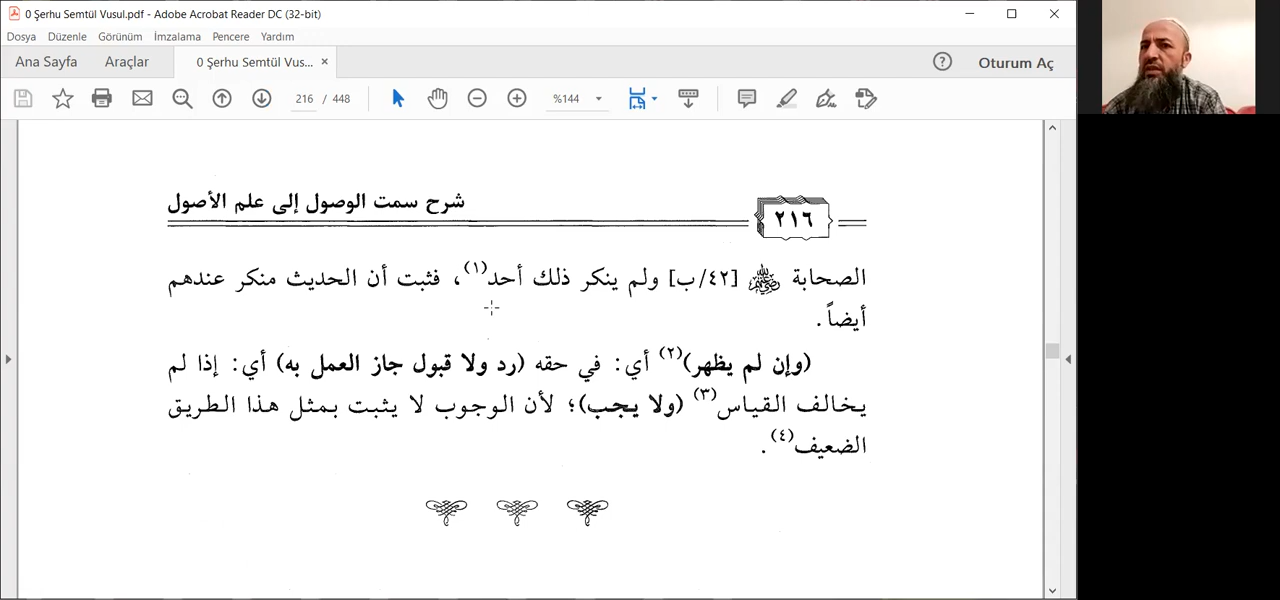 0 Şerhu Semtül Vusul.pdf - Adobe Acrobat Reader DC (32-bit)
Dosya Düzenle Görünüm İmzalama Pencere Yardım
Ana Sayfa Araçlar 0 Şerhu Semtül Vus... × ? Oturum Aç
216 / 448 %144
شرح سمت الوصول إلى علم الأصول ٢١٦
الصحابة ﷺ [٤٢/ب] ولم ينكر ذلك أحد(١)، فثبت أن الحديث منكر عندهم
أيضاً.
(وإن لم يظهر)(٢) أي: في حقه (رد ولا قبول جاز العمل به) أي: إذا لم
يخالف القياس(٣) (ولا يجب)؛ لأن الوجوب لا يثبت بمثل هذا الطريق
الضعيف(٤).